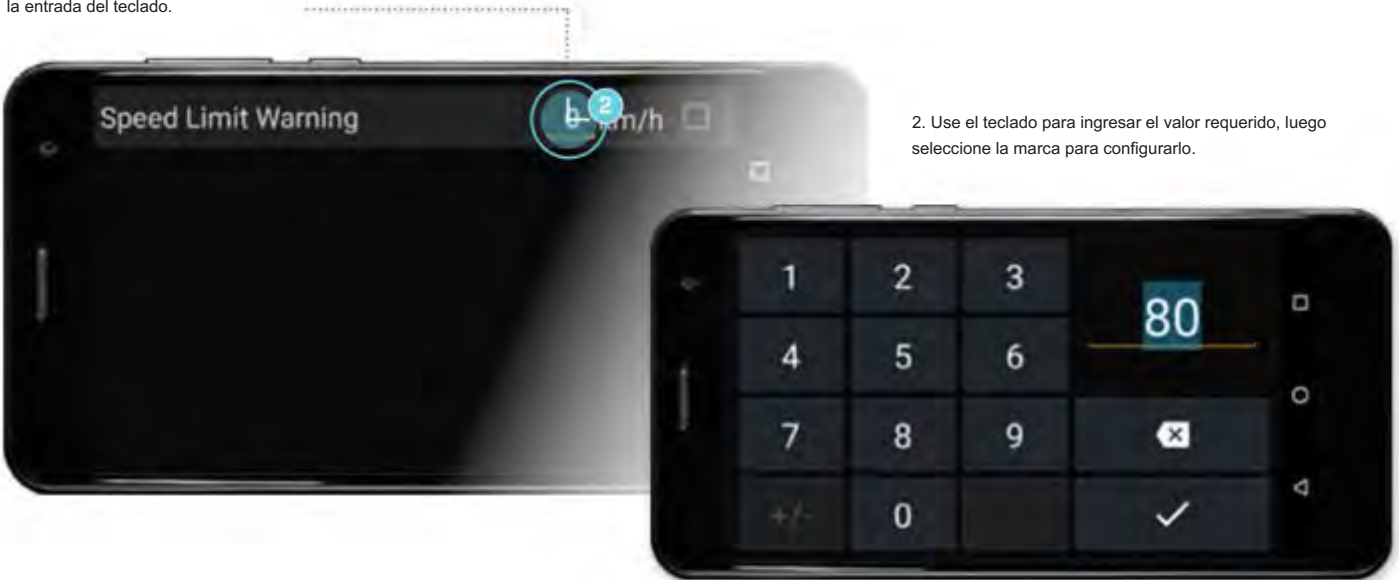 la entrada del teclado.
Speed Limit Warning
0 km/h
2
2. Use el teclado para ingresar el valor requerido, luego
seleccione la marca para configurarlo.
1 2 3
80
4 5 6
7 8 9
+/- 0